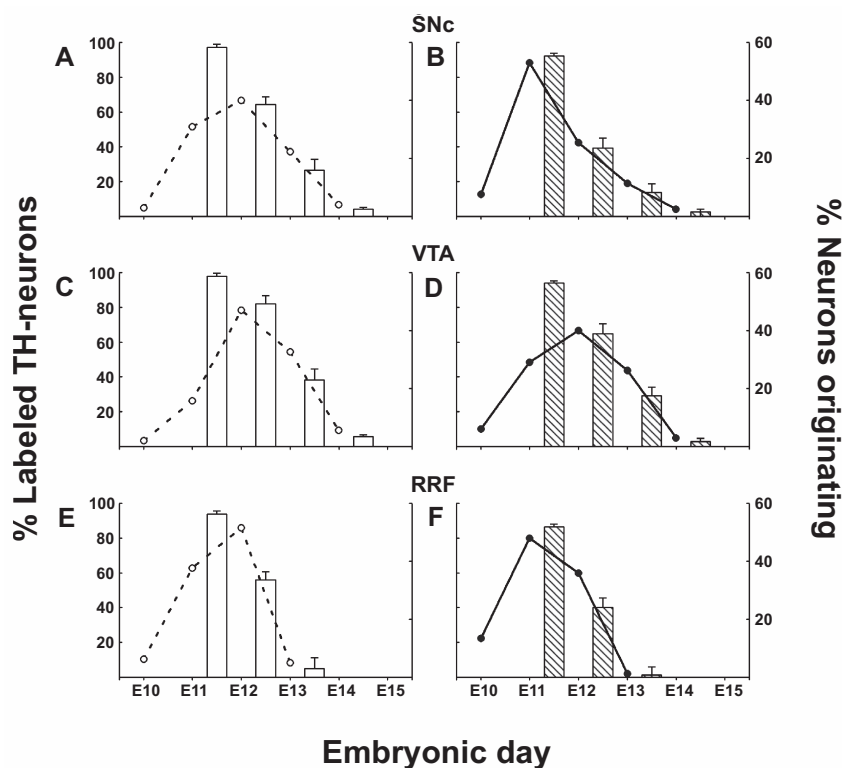 SNc
A
B
100
80
60
40
20
60
40
20
VTA
C
D
100
80
60
40
20
60
40
20
RRF
E
F
100
80
60
40
20
60
40
20
E10 E11 E12 E13 E14 E15
E10 E11 E12 E13 E14 E15
% Labeled TH-neurons
% Neurons originating
Embryonic day